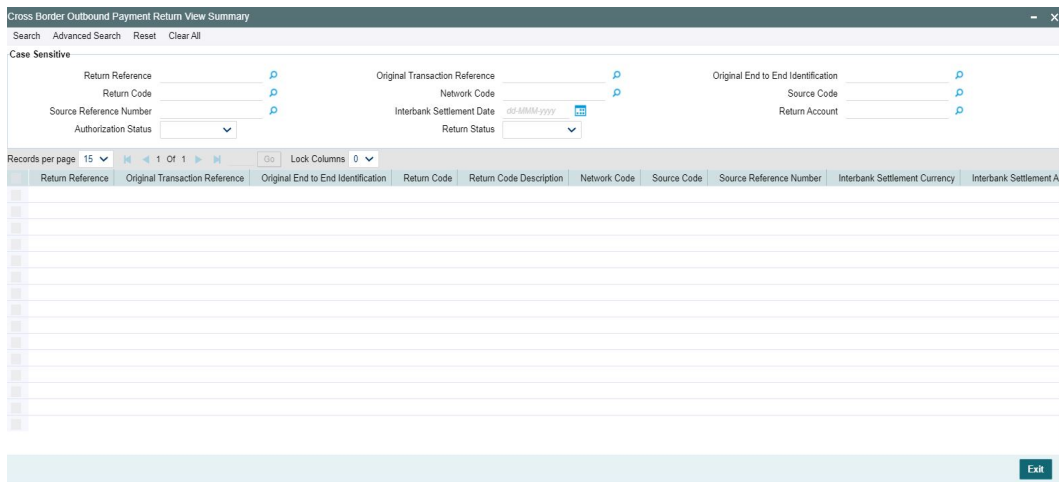 Cross Border Outbound Payment Return View Summary
Search Advanced Search Reset Clear All
Case Sensitive
Return Reference Original Transaction Reference Original End to End Identification
Return Code Network Code Source Code
Source Reference Number Interbank Settlement Date dd-MMM-yyyy Return Account
Authorization Status Return Status
Records per page 15 1 Of 1 Go Lock Columns 0
Return Reference Original Transaction Reference Original End to End Identification Return Code Return Code Description Network Code Source Code Source Reference Number Interbank Settlement Currency Interbank Settlement A
Exit